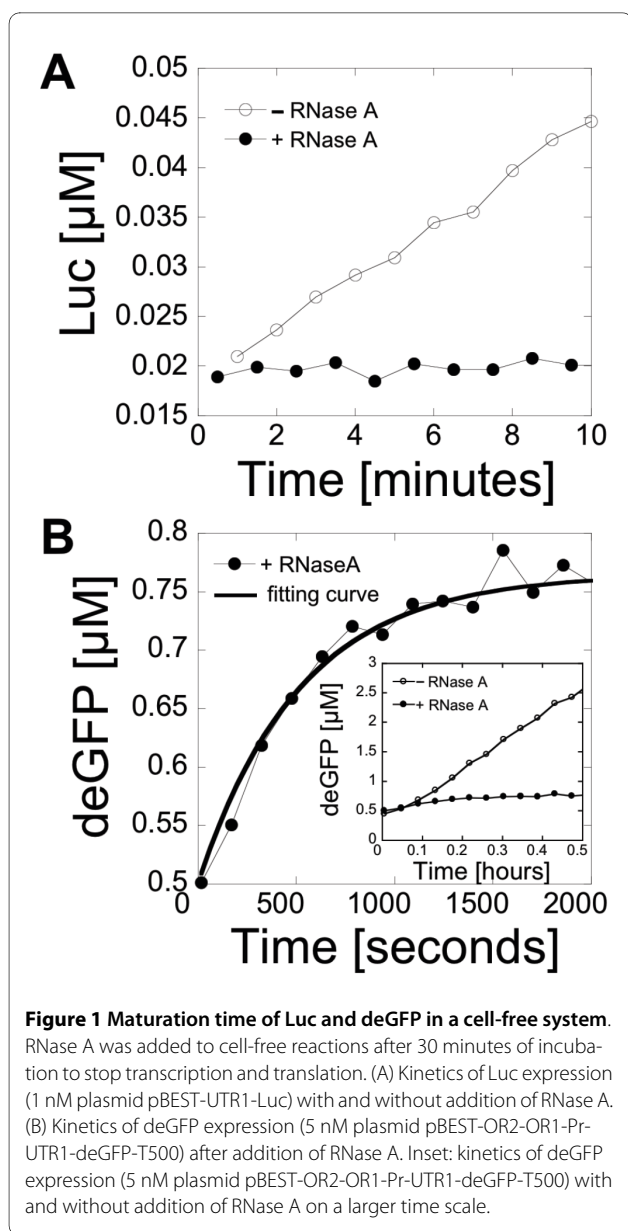 A
0.05
0.045
0.04
0.035
0.03
0.025
0.02
0.015
Luc [µM]
– RNase A
+ RNase A
0 2 4 6 8 10
Time [minutes]
B
0.8
0.75
0.7
0.65
0.6
0.55
0.5
deGFP [µM]
+ RNaseA
fitting curve
3
2.5
2
1.5
1
0.5
0
deGFP [µM]
– RNase A
+ RNase A
0 0.1 0.2 0.3 0.4 0.5
Time [hours]
0 500 1000 1500 2000
Time [seconds]
Figure 1 Maturation time of Luc and deGFP in a cell-free system.
RNase A was added to cell-free reactions after 30 minutes of incuba-
tion to stop transcription and translation. (A) Kinetics of Luc expression
(1 nM plasmid pBEST-UTR1-Luc) with and without addition of RNase A.
(B) Kinetics of deGFP expression (5 nM plasmid pBEST-OR2-OR1-Pr-
UTR1-deGFP-T500) after addition of RNase A. Inset: kinetics of deGFP
expression (5 nM plasmid pBEST-OR2-OR1-Pr-UTR1-deGFP-T500) with
and without addition of RNase A on a larger time scale.